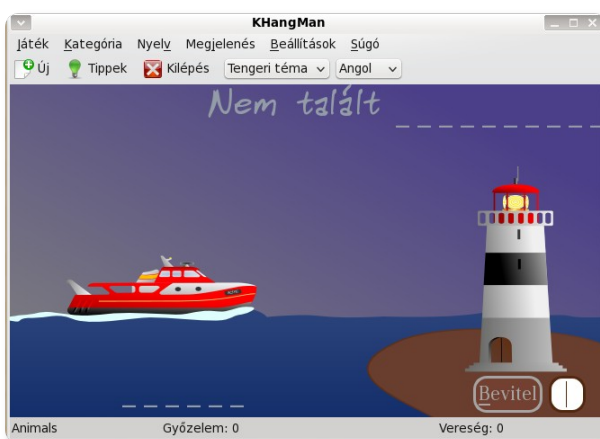 KHangMan
Játék Kategória Nyelv Megjelenés Beállítások Súgó
Új Tippek Kilépés Tengeri téma Angol
Nem talált
Bevitel
Animals Győzelem: 0 Vereség: 0